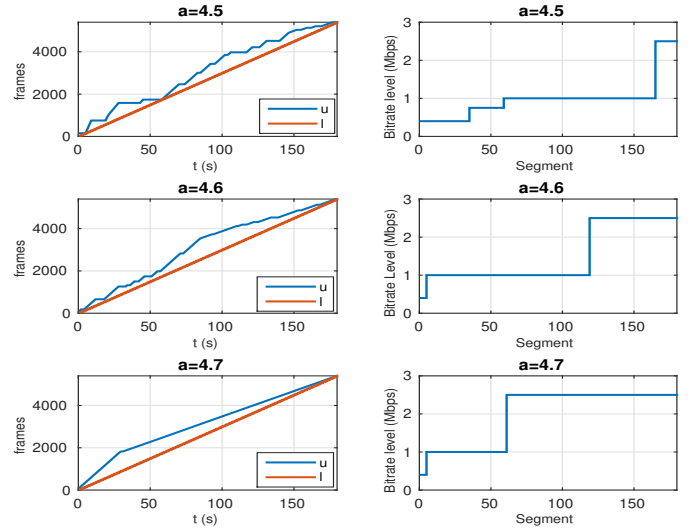 a=4.5
frames
4000
2000
0
0
50
100
150
t (s)
u
l
a=4.5
Bitrate level (Mbps)
3
2
1
0
0
50
100
150
Segment
a=4.6
frames
4000
2000
0
0
50
100
150
t (s)
u
l
a=4.6
Bitrate Level (Mbps)
3
2
1
0
0
50
100
150
Segment
a=4.7
frames
4000
2000
0
0
50
100
150
t (s)
u
l
a=4.7
Bitrate level (Mbps)
3
2
1
0
0
50
100
150
Segment